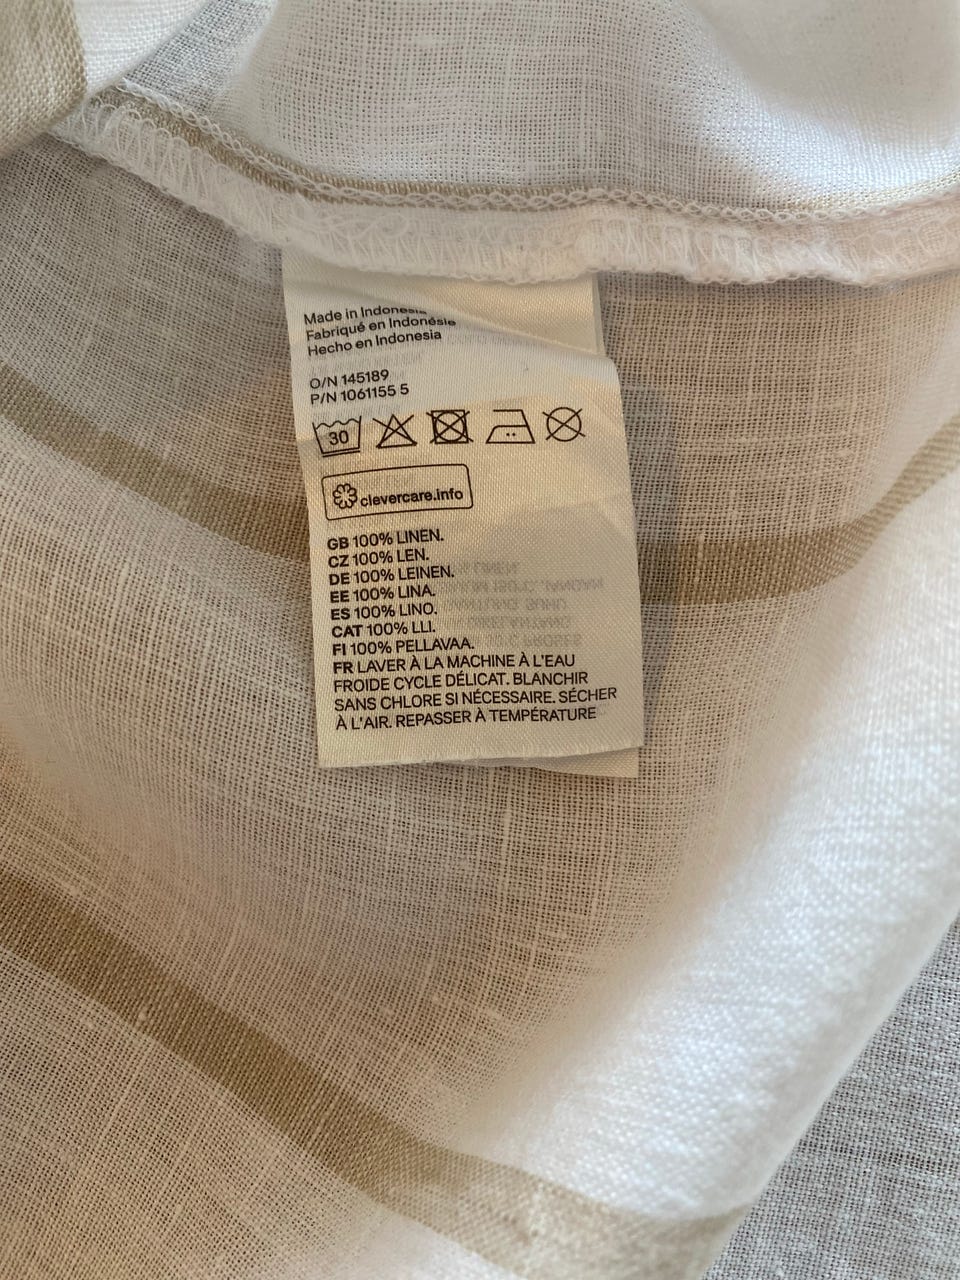 Made in Indonesia
Fabriqué en Indonésie
Hecho en Indonesia
O/N 145189
P/N 1061155 5
30
clevercare.info
GB 100% LINEN.
CZ 100% LEN.
DE 100% LEINEN.
EE 100% LINA.
ES 100% LINO.
CAT 100% LLI.
FI 100% PELLAVAA.
FR LAVER À LA MACHINE À L'EAU
FROIDE CYCLE DÉLICAT. BLANCHIR
SANS CHLORE SI NÉCESSAIRE. SÉCHER
À L'AIR. REPASSER À TEMPÉRATURE